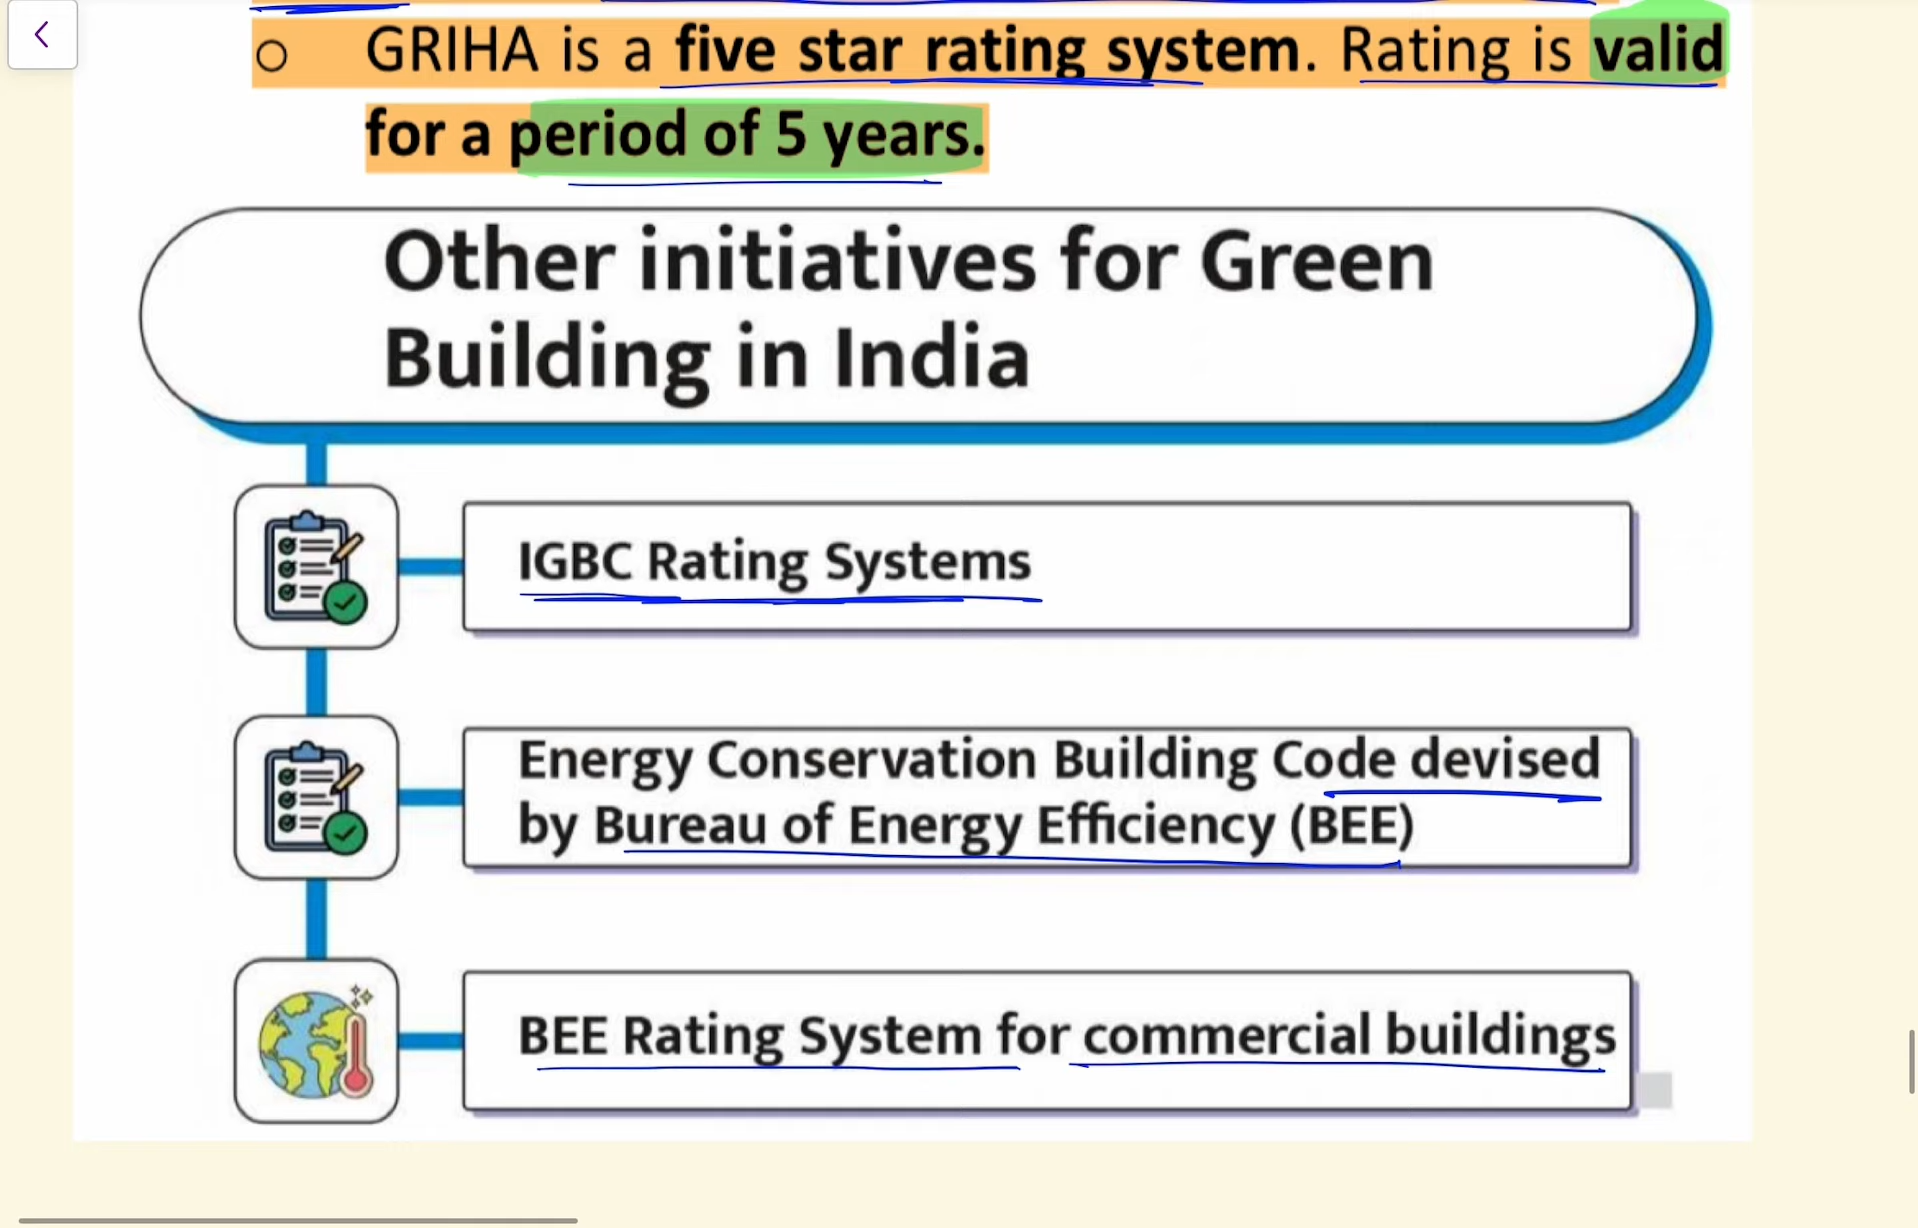 ○ GRIHA is a five star rating system. Rating is valid
for a period of 5 years.
Other initiatives for Green
Building in India
IGBC Rating Systems
Energy Conservation Building Code devised
by Bureau of Energy Efficiency (BEE)
BEE Rating System for commercial buildings